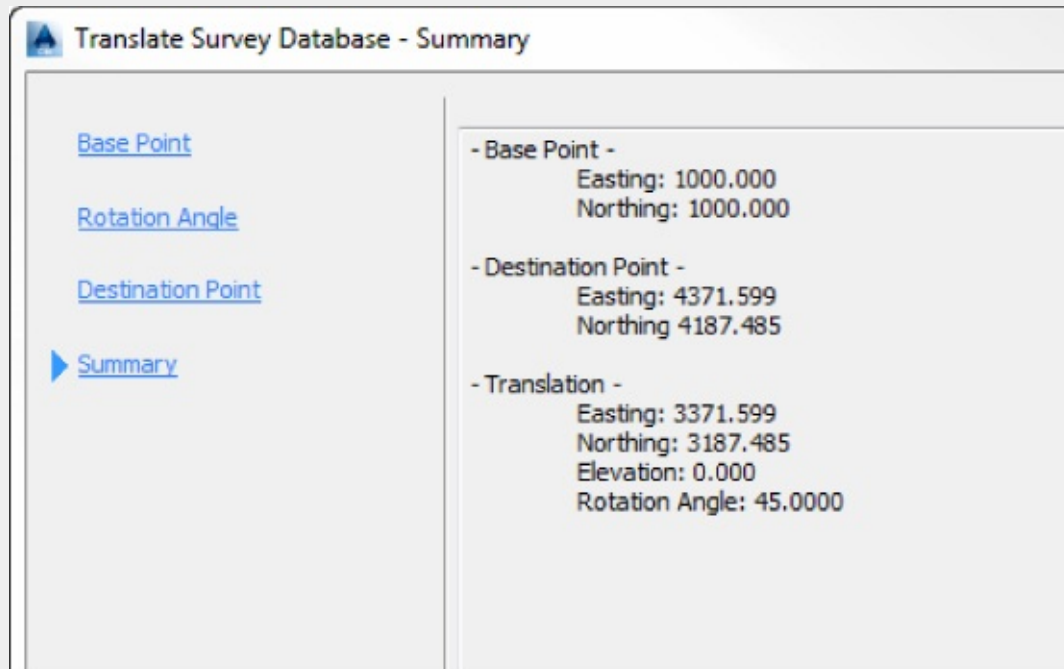 Translate Survey Database - Summary
Base Point
Rotation Angle
Destination Point
Summary
- Base Point -
Easting: 1000.000
Northing: 1000.000
- Destination Point -
Easting: 4371.599
Northing 4187.485
- Translation -
Easting: 3371.599
Northing: 3187.485
Elevation: 0.000
Rotation Angle: 45.0000